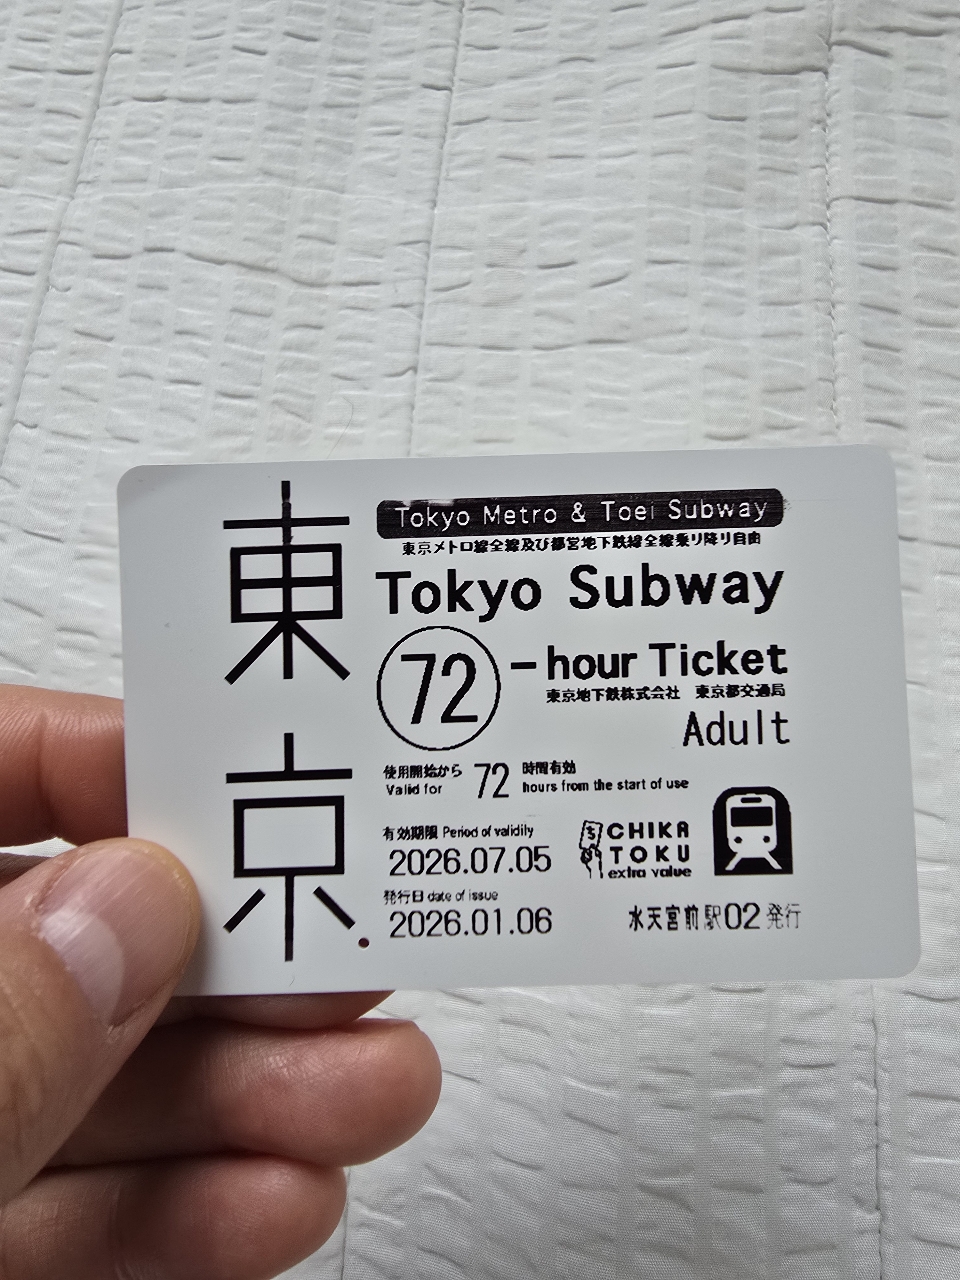 東京
Tokyo Metro & Toei Subway
東京メトロ線全線及び都営地下鉄線全線乗り降り自由
Tokyo Subway
72-hour Ticket
東京地下鉄株式会社 東京都交通局
Adult
使用開始から 72 時間有効
Valid for hours from the start of use
有効期限 Period of validity
2026.07.05
CHIKA
TOKU
extra value
発行日 date of issue
2026.01.06
水天宮前駅02発行